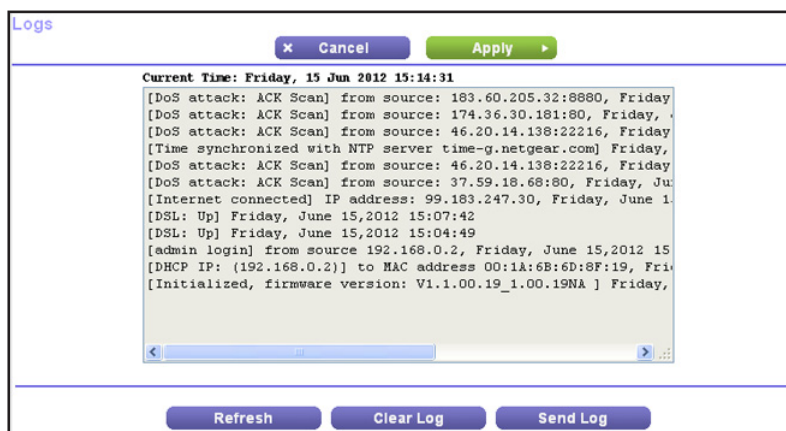 Logs
× Cancel
Apply
Current Time: Friday, 15 Jun 2012 15:14:31
[DoS attack: ACK Scan] from source: 183.60.205.32:8880, Friday
[DoS attack: ACK Scan] from source: 174.36.30.181:80, Friday,
[DoS attack: ACK Scan] from source: 46.20.14.138:22216, Friday
[Time synchronized with NTP server time-g.netgear.com] Friday,
[DoS attack: ACK Scan] from source: 46.20.14.138:22216, Friday
[DoS attack: ACK Scan] from source: 37.59.18.68:80, Friday, Ju
[Internet connected] IP address: 99.183.247.30, Friday, June 1
[DSL: Up] Friday, June 15,2012 15:07:42
[DSL: Up] Friday, June 15,2012 15:04:49
[admin login] from source 192.168.0.2, Friday, June 15,2012 15
[DHCP IP: (192.168.0.2)] to MAC address 00:1A:6B:6D:8F:19, Fri
[Initialized, firmware version: V1.1.00.19_1.00.19NA ] Friday,
Refresh
Clear Log
Send Log